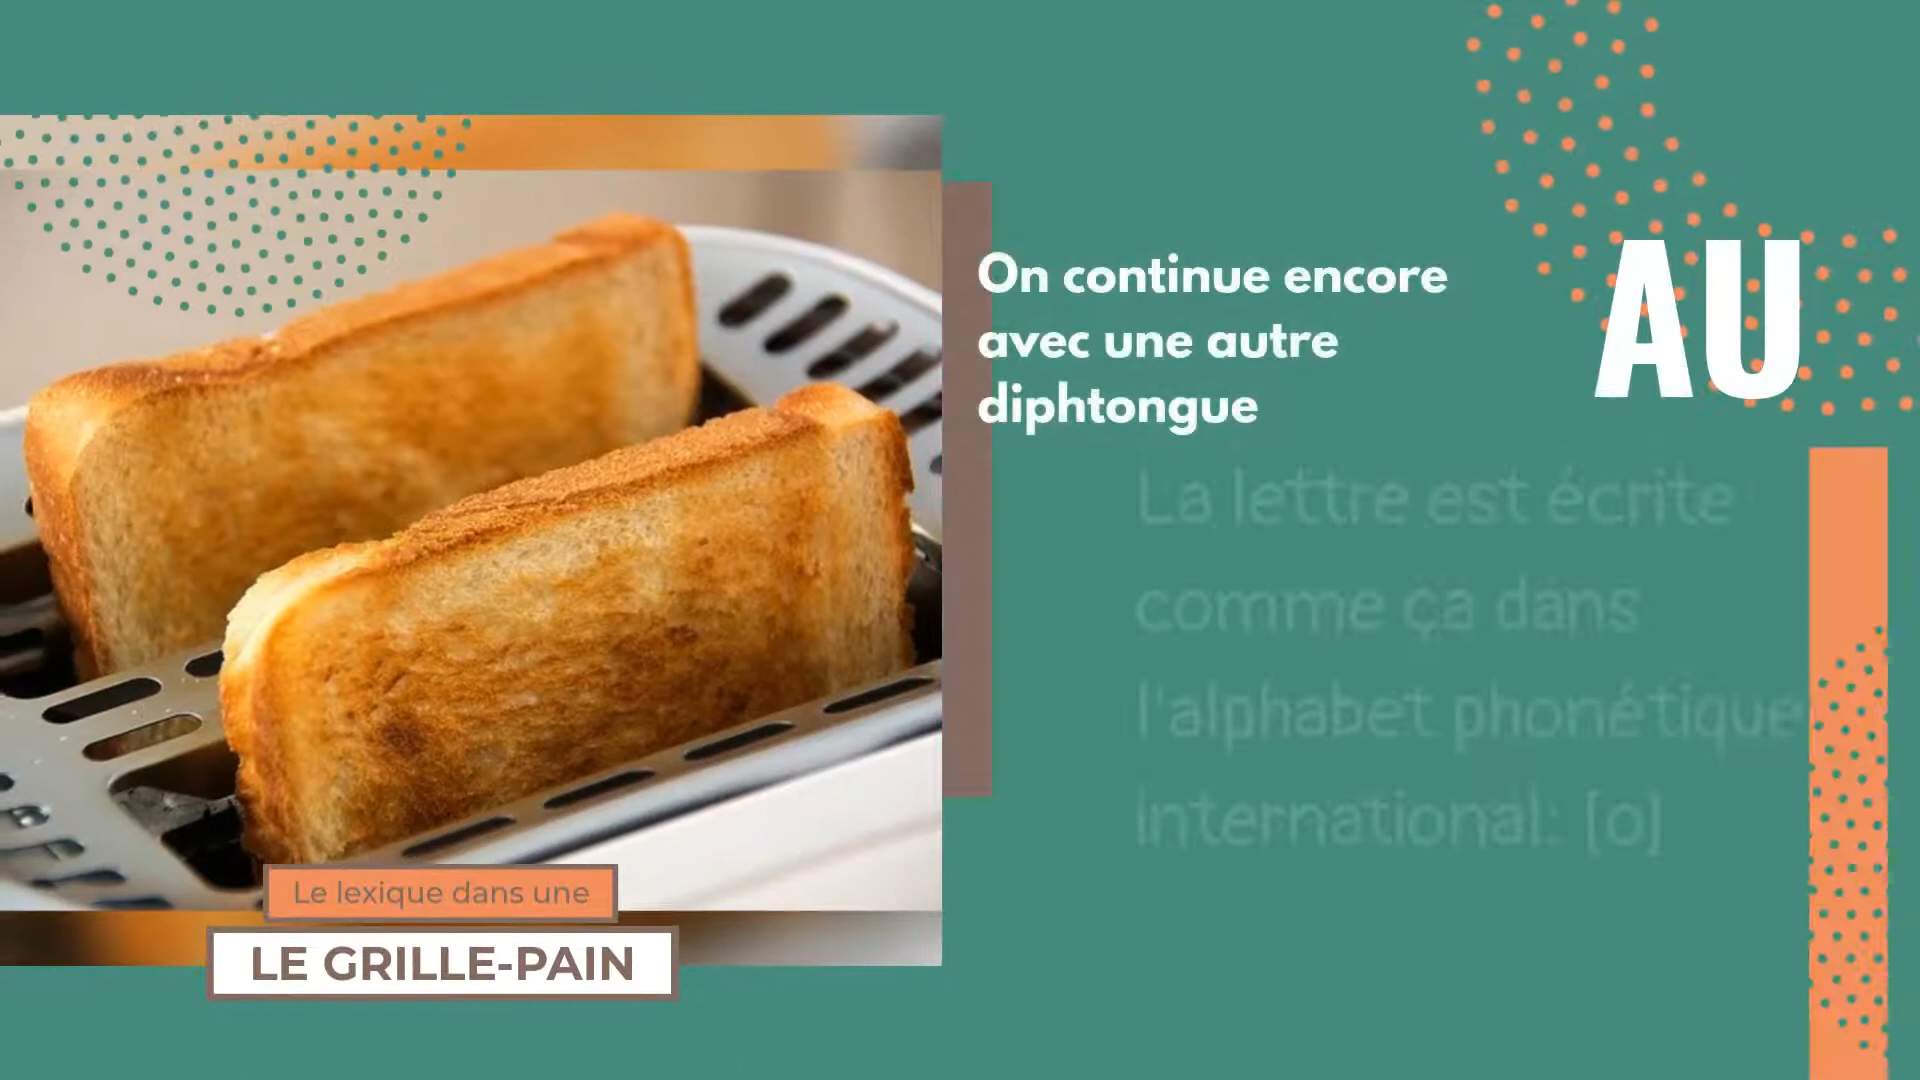 On continue encore
avec une autre
diphtongue
AU
La lettre est écrite
comme ça dans
l'alphabet phonétique
international: [o]
Le lexique dans une
LE GRILLE-PAIN